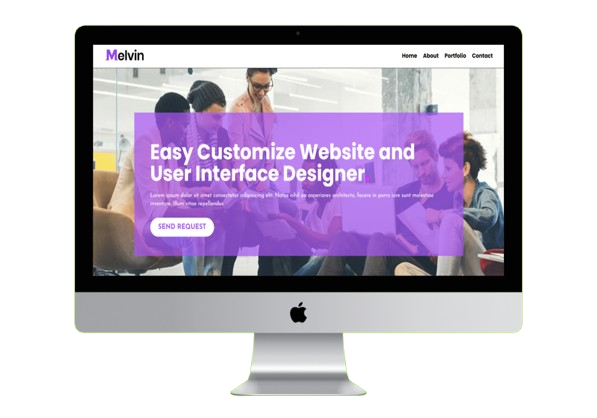 Melvin
Home About Portfolio Contact
Easy Customize Website and
User Interface Designer
Lorem ipsum dolor sit amet consectetur adipisicing elit. Natus nihil ea asperiores architecto, facere in porro iure sunt molestiae
inventore. Illum vitae repellendus.
SEND REQUEST